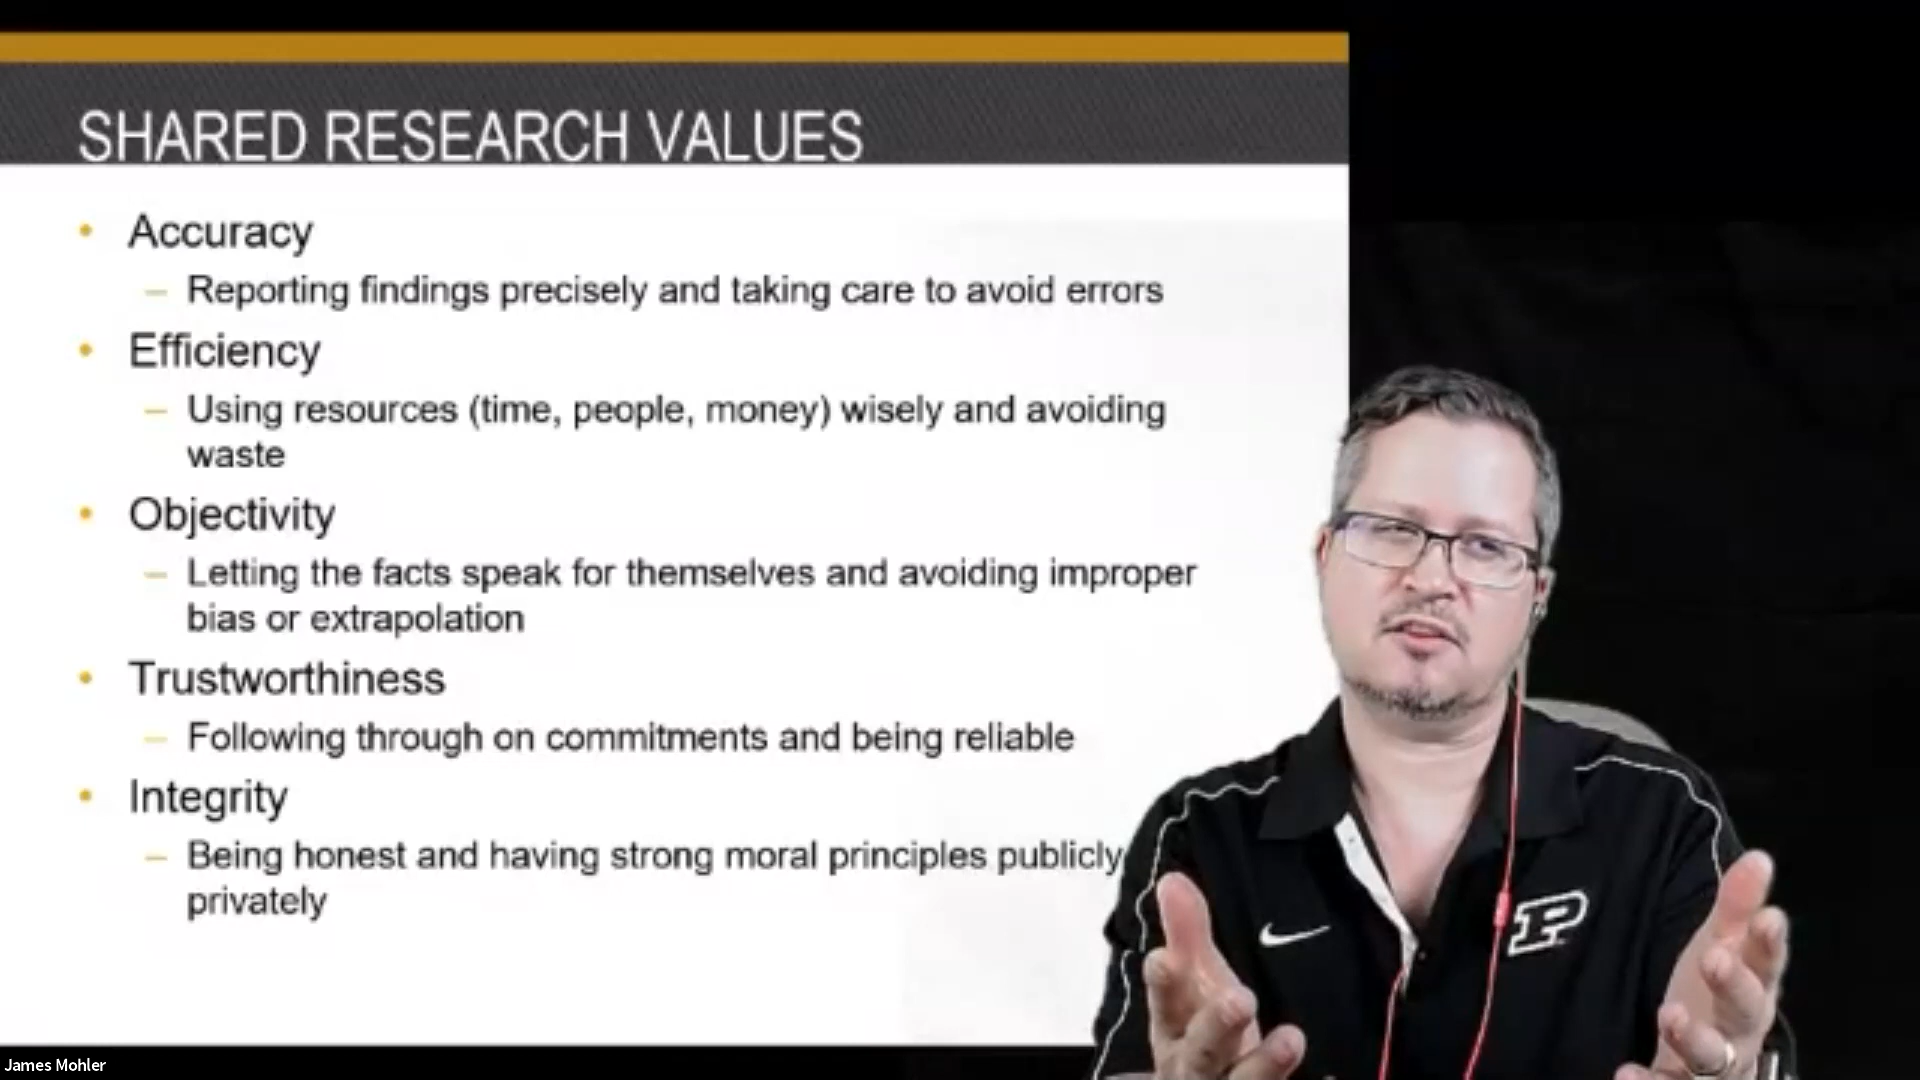 SHARED RESEARCH VALUES
• Accuracy
– Reporting findings precisely and taking care to avoid errors
• Efficiency
– Using resources (time, people, money) wisely and avoiding
waste
• Objectivity
– Letting the facts speak for themselves and avoiding improper
bias or extrapolation
• Trustworthiness
– Following through on commitments and being reliable
• Integrity
– Being honest and having strong moral principles publicly
privately
P
James Mohler